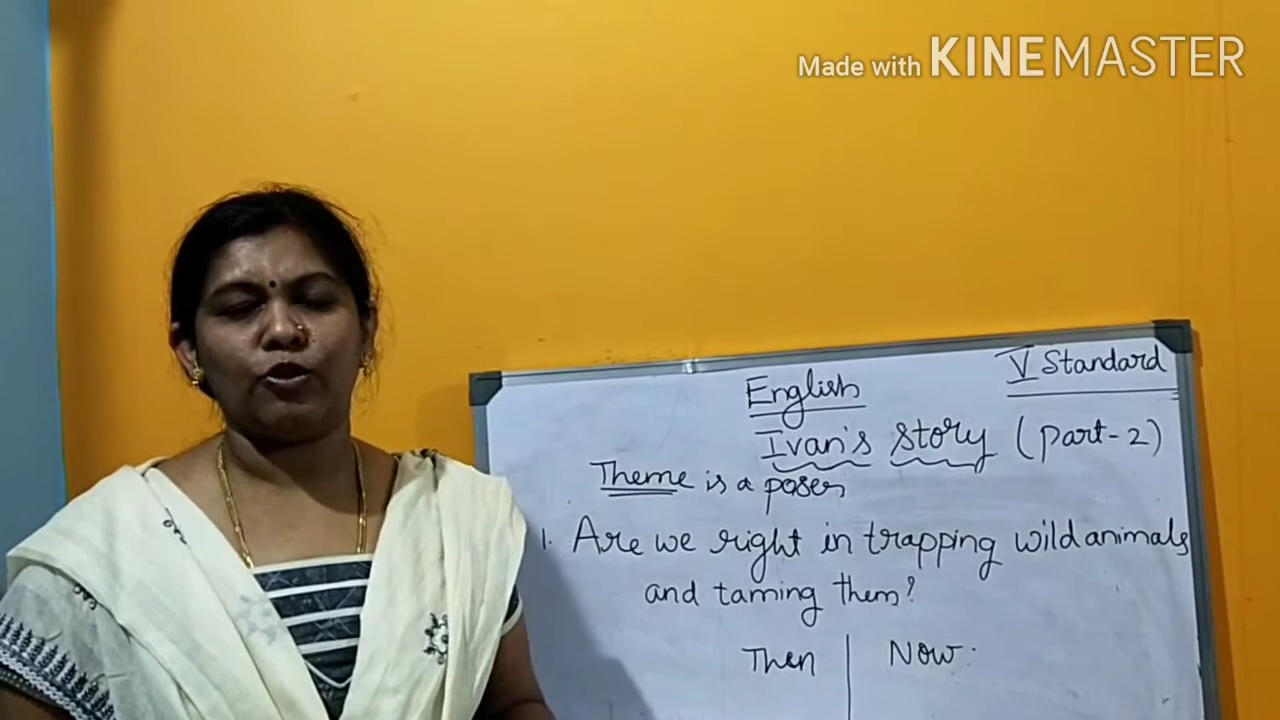 Made with KINEMASTER
V Standard
English
Ivan's story (part-2)
Theme is a poser
1. Are we right in trapping wild animals
and taming them?
Then | Now.